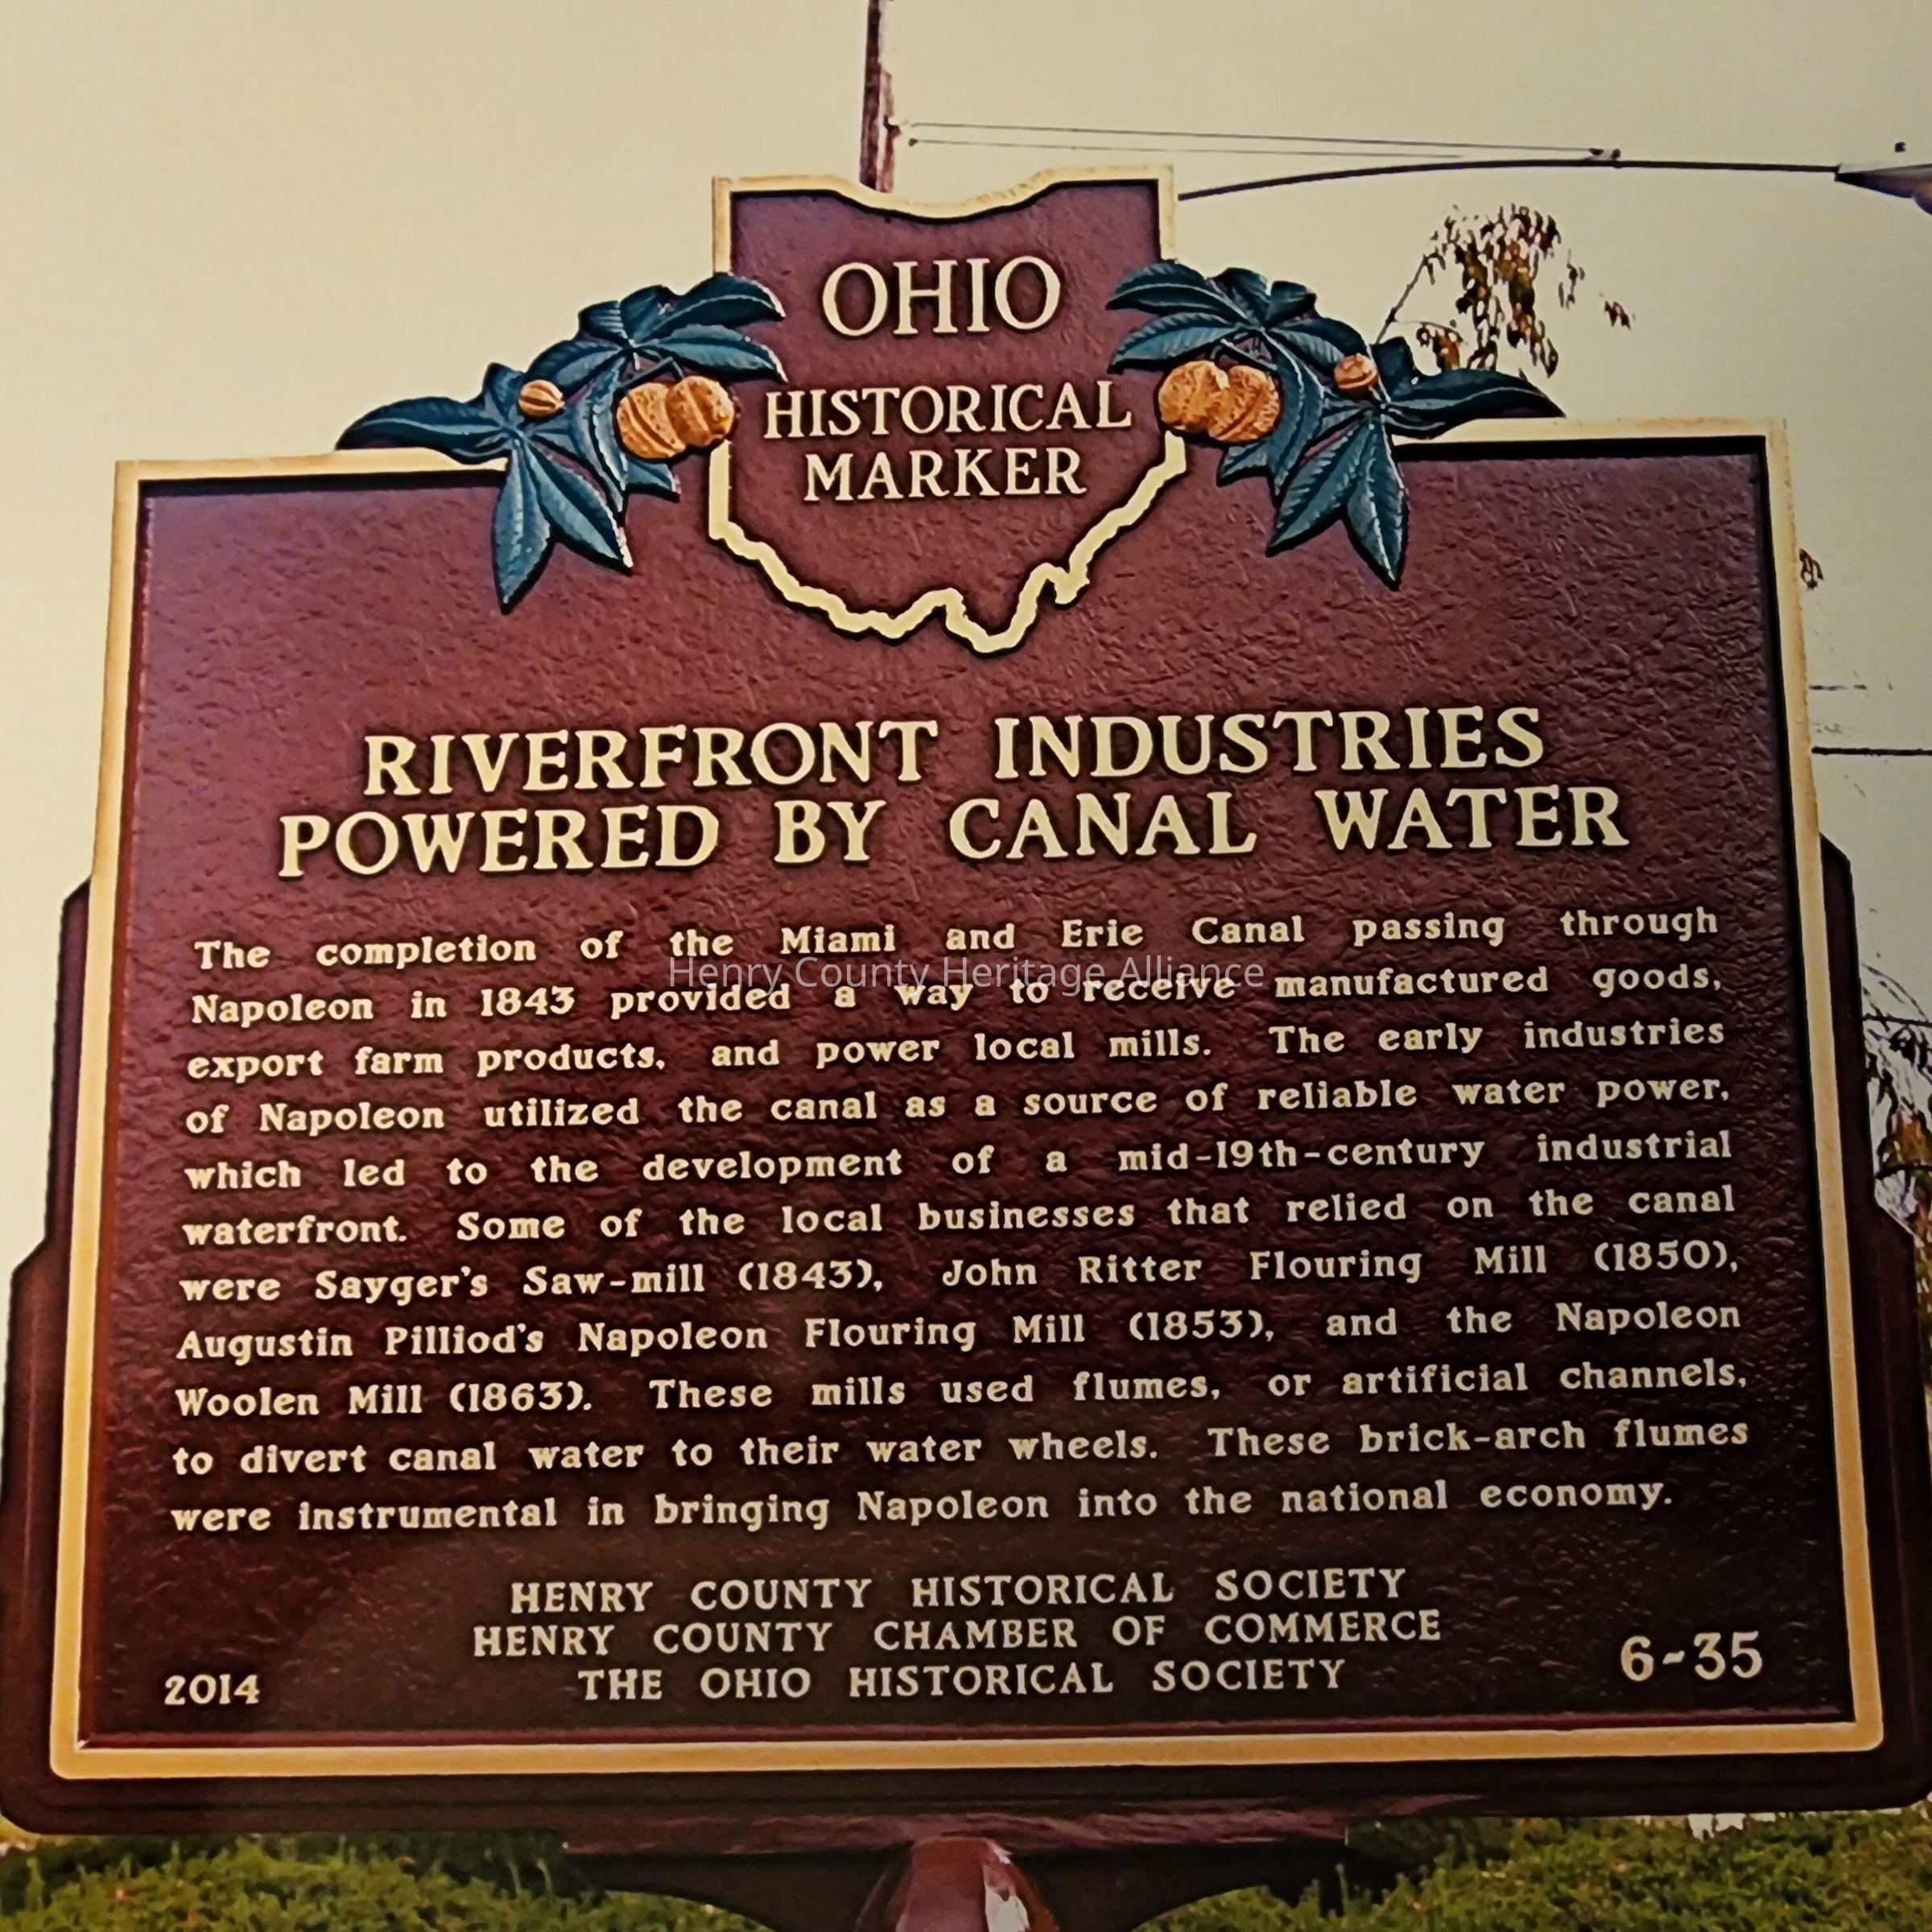 OHIO
HISTORICAL
MARKER
RIVERFRONT INDUSTRIES
POWERED BY CANAL WATER
The completion of the Miami and Erie Canal passing through
Henry County Heritage Alliance
Napoleon in 1843 provided a way to receive manufactured goods,
export farm products, and power local mills. The early industries
of Napoleon utilized the canal as a source of reliable water power,
which led to the development of a mid-19th-century industrial
waterfront. Some of the local businesses that relied on the canal
were Sayger's Saw-mill (1843), John Ritter Flouring Mill (1850),
Augustin Pilliod's Napoleon Flouring Mill (1853), and the Napoleon
Woolen Mill (1863). These mills used flumes, or artificial channels,
to divert canal water to their water wheels. These brick-arch flumes
were instrumental in bringing Napoleon into the national economy.
HENRY COUNTY HISTORICAL SOCIETY
HENRY COUNTY CHAMBER OF COMMERCE
THE OHIO HISTORICAL SOCIETY
2014
6-35